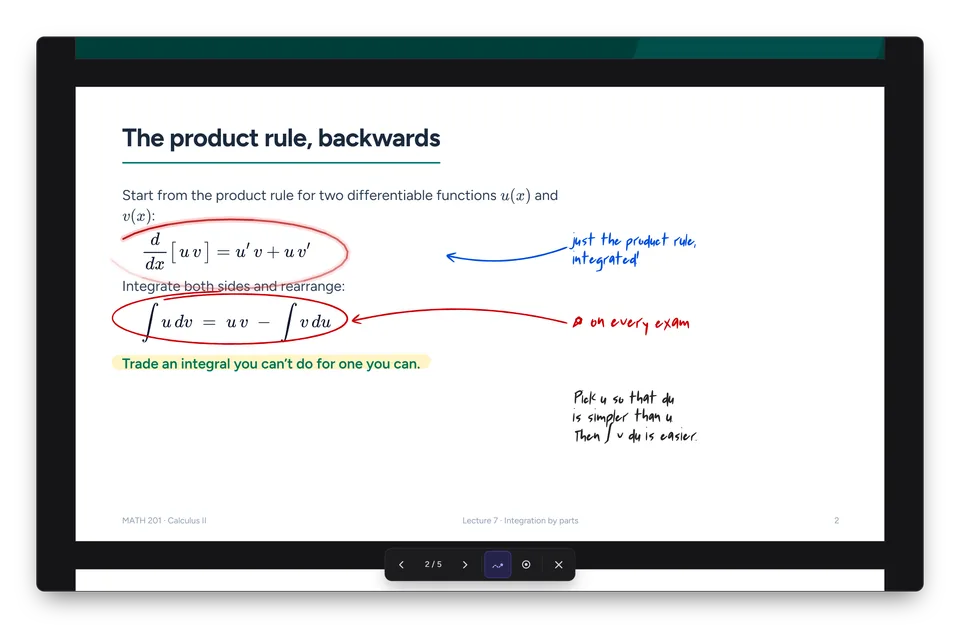 The product rule, backwards
Start from the product rule for two differentiable functions u(x) and
v(x):
d/dx [u v] = u′ v + u v′
just the product rule,
integrated!
Integrate both sides and rearrange:
∫ u dv = u v − ∫ v du
on every exam
Trade an integral you can’t do for one you can.
Pick u so that du
is simpler than u.
Then ∫ v du is easier.
MATH 201 · Calculus II
Lecture 7 · Integration by parts
2
2 / 5